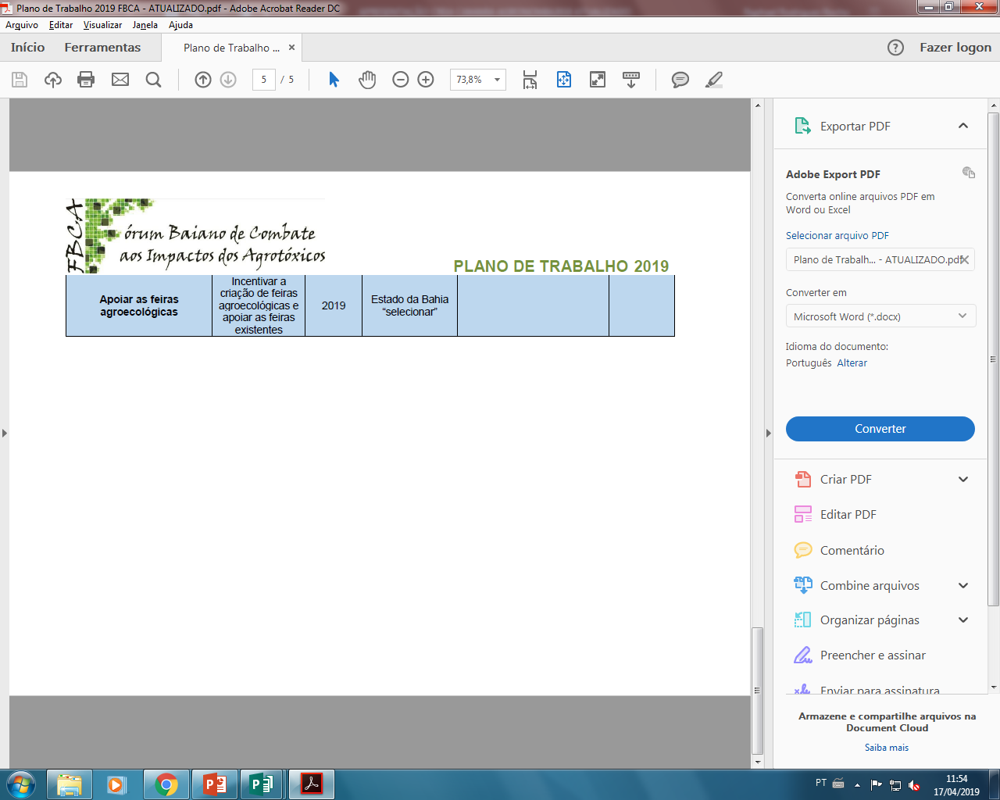 Plano de Trabalho 2019 FBCA - ATUALIZADO.pdf - Adobe Acrobat Reader DC
Arquivo Editar Visualizar Janela Ajuda
Início Ferramentas Plano de Trabalho ... × Fazer logon
5 / 5 73,8%
Exportar PDF
Adobe Export PDF
Converta online arquivos PDF em
Word ou Excel
Selecionar arquivo PDF
Plano de Trabalh... - ATUALIZADO.pdf
Converter em
Microsoft Word (*.docx)
Idioma do documento:
Português Alterar
Converter
Criar PDF
Editar PDF
Comentário
Combine arquivos
Organizar páginas
Preencher e assinar
Enviar para assinatura
Armazene e compartilhe arquivos na
Document Cloud
Saiba mais
FBCA
órum Baiano de Combate
aos Impactos dos Agrotóxicos
PLANO DE TRABALHO 2019
Apoiar as feiras
agroecológicas
Incentivar a
criação de feiras
agroecológicas e
apoiar as feiras
existentes
2019
Estado da Bahia
“selecionar”
PT
11:54
17/04/2019